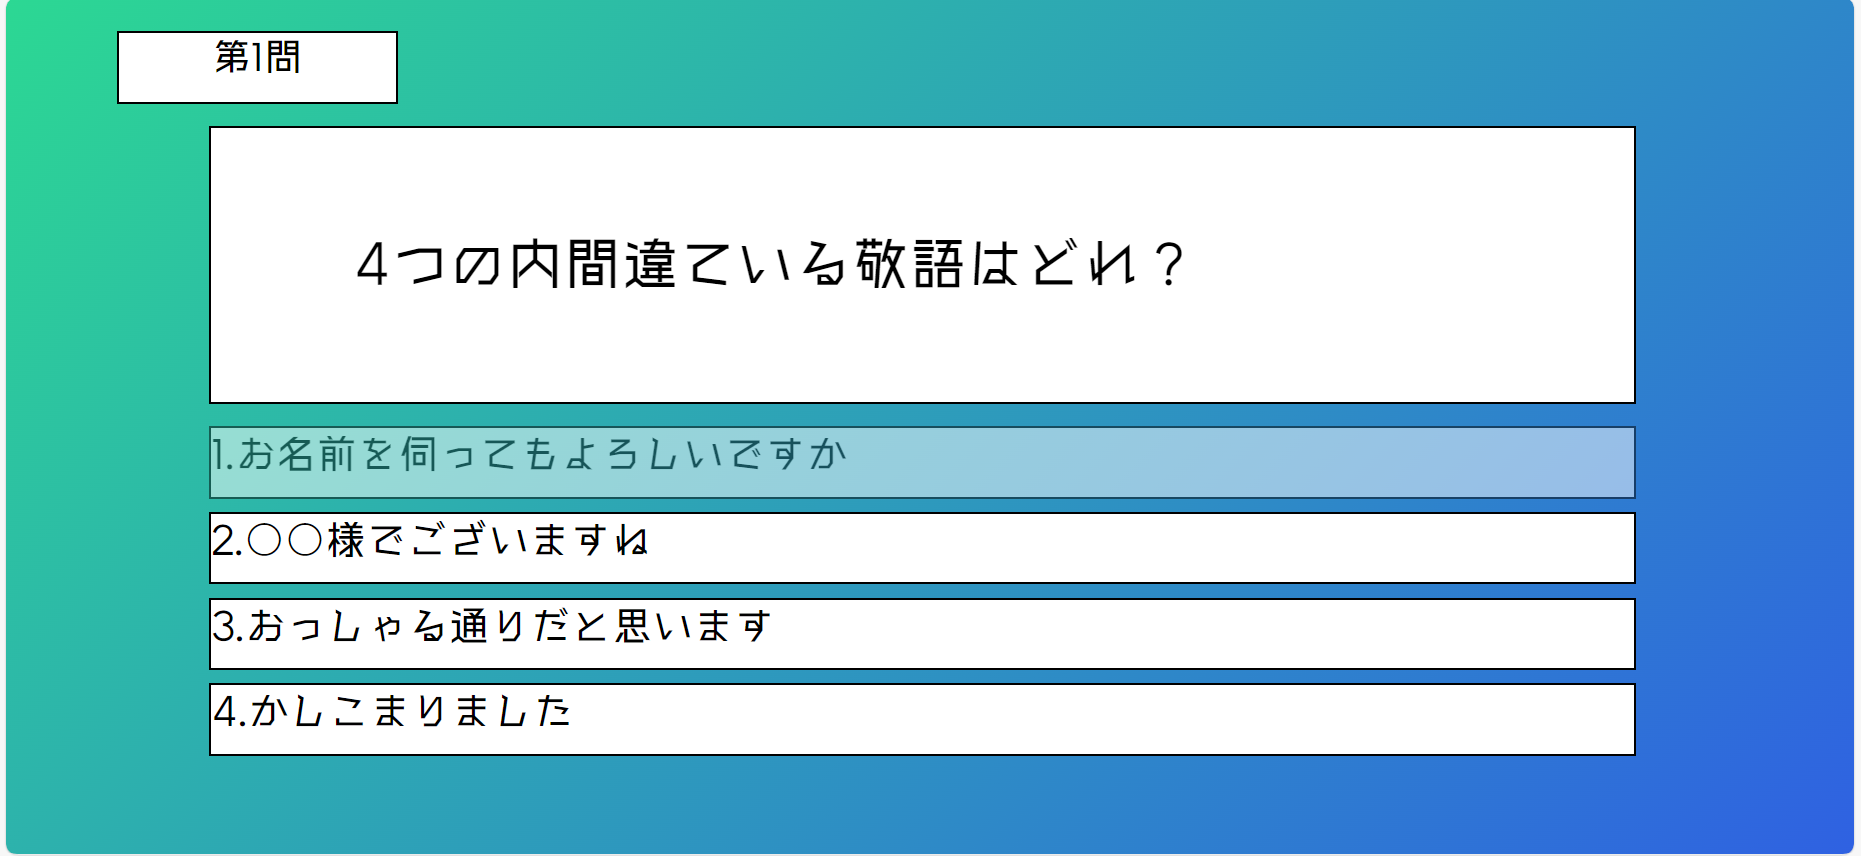 第1問
4つの内間違ている敬語はどれ？
1.お名前を伺ってもよろしいですか
2.〇〇様でございますね
3.おっしゃる通りだと思います
4.かしこまりました